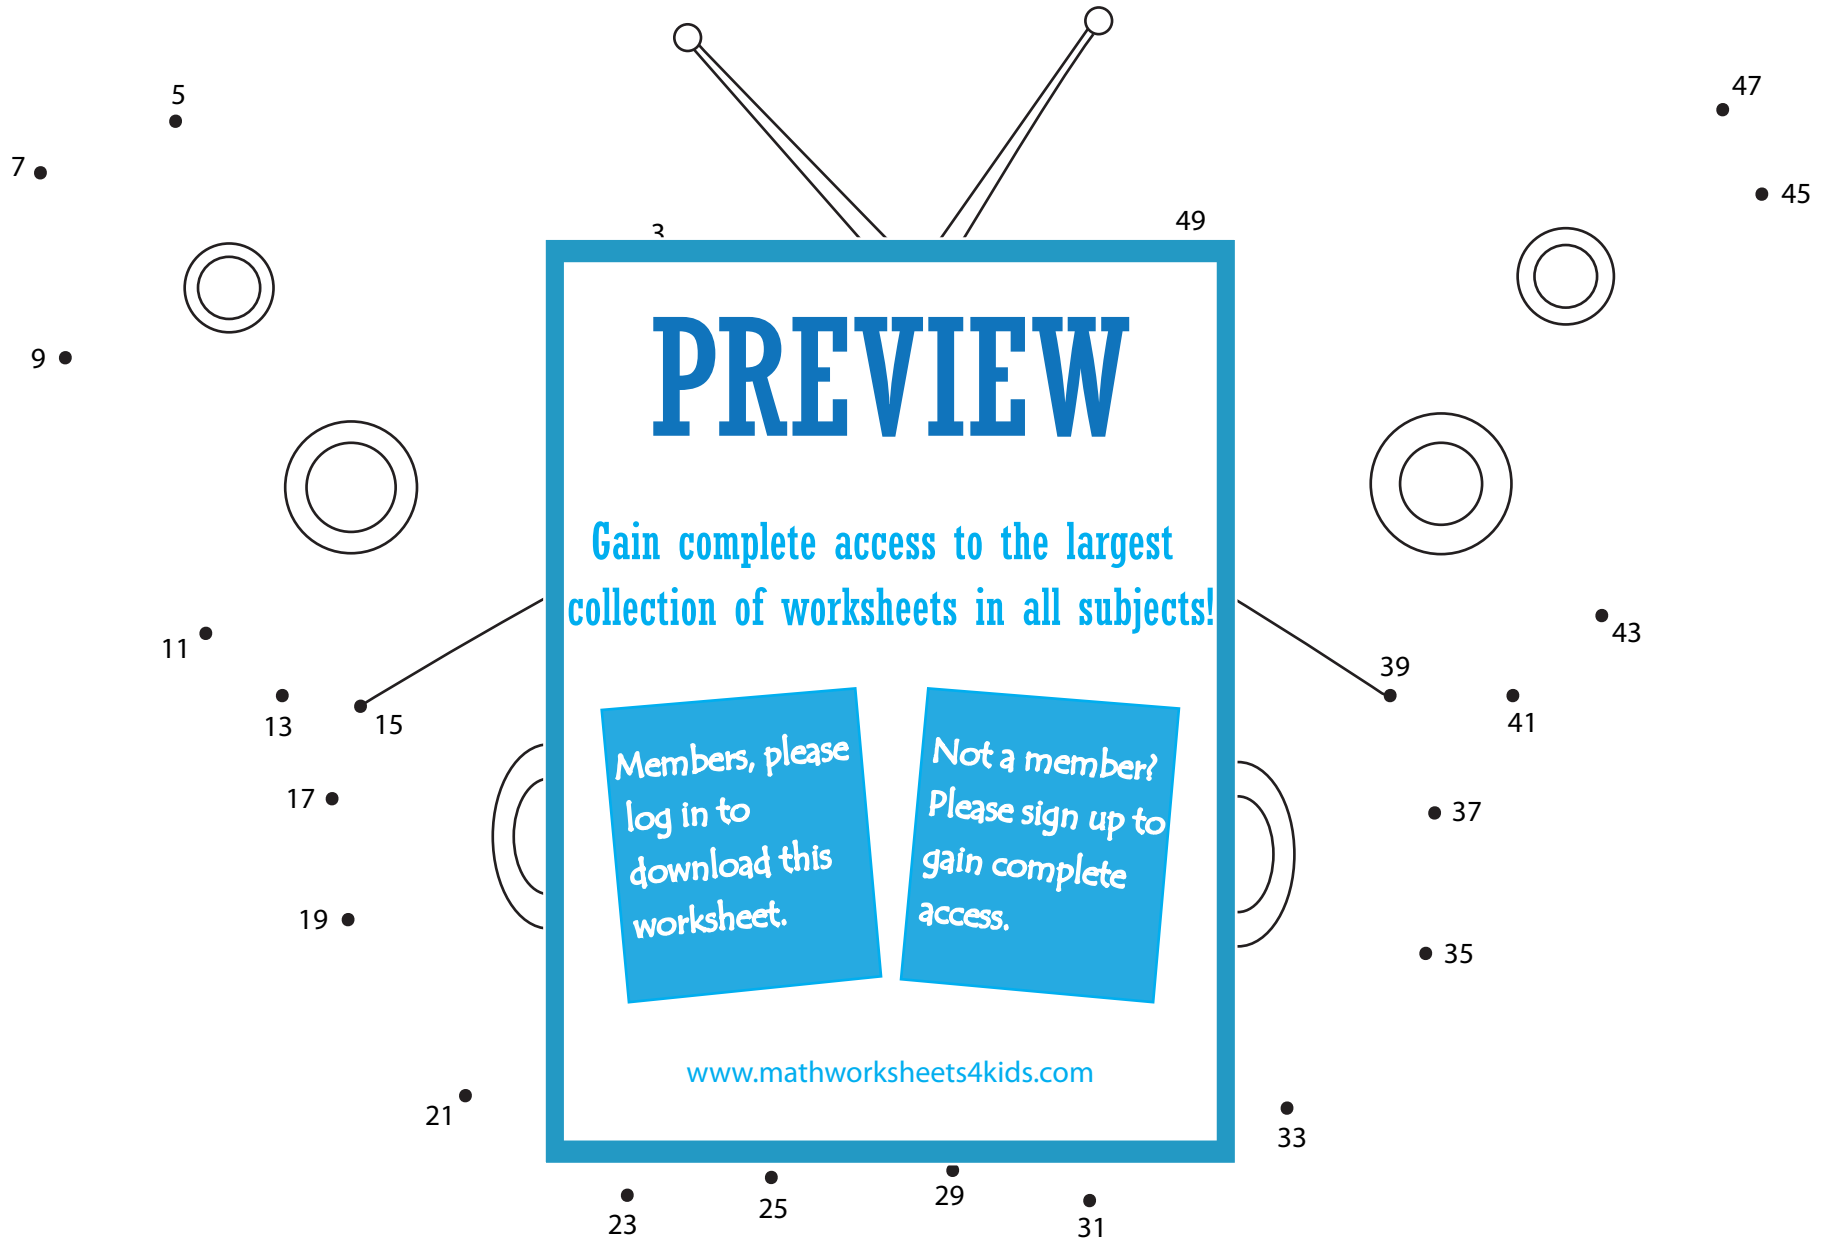 5
47
7
45
3
49
PREVIEW
9
Gain complete access to the largest
collection of worksheets in all subjects!
11
43
39
13
15
41
Members, please
log in to
download this
worksheet.
Not a member?
Please sign up to
gain complete
access.
17
37
19
35
www.mathworksheets4kids.com
21
33
23
25
29
31